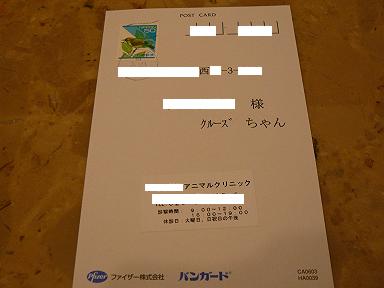 POST CARD
西 -3-
様
クルーズ ちゃん
アニマルクリニック
診察時間: 9:00~12:00
16:00~19:00
休診日 火曜日、日祝日の午後
Pfizer ファイザー株式会社 バンガード®
CA0603
HA0039